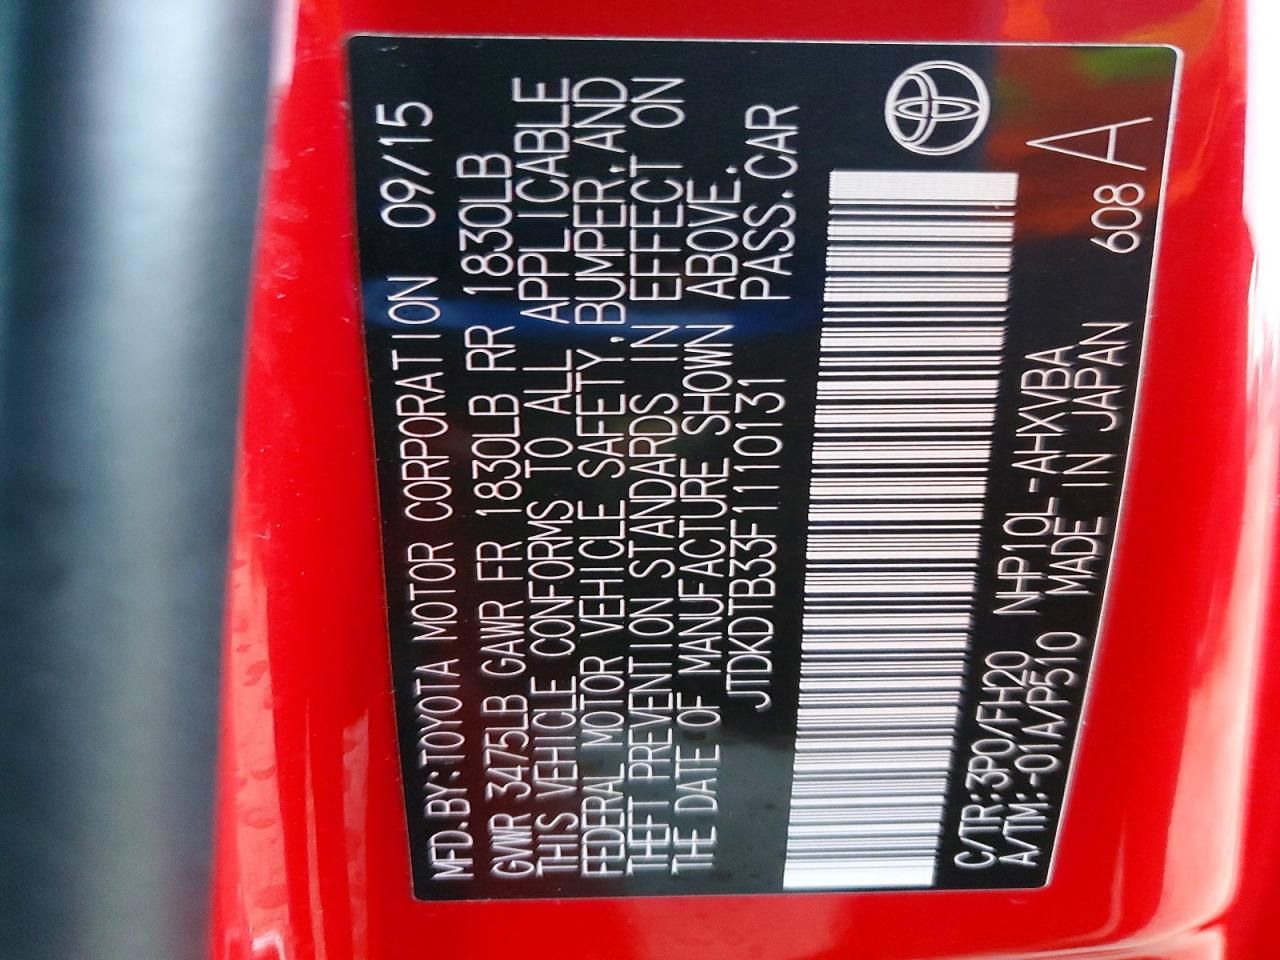 MFD.BY:TOYOTA MOTOR CORPORATION 09/15
GVWR 3475LB GAWR FR 1830LB RR 1830LB
THIS VEHICLE CONFORMS TO ALL APPLICABLE
FEDERAL MOTOR VEHICLE SAFETY,BUMPER,AND
THEFT PREVENTION STANDARDS IN EFFECT ON
THE DATE OF MANUFACTURE SHOWN ABOVE.
JTDKDTB33F1110131 PASS.CAR
C/TR:3P0/FH20 NHP10L-AHXVBA
A/TM:-01A/P510 MADE IN JAPAN 608 A